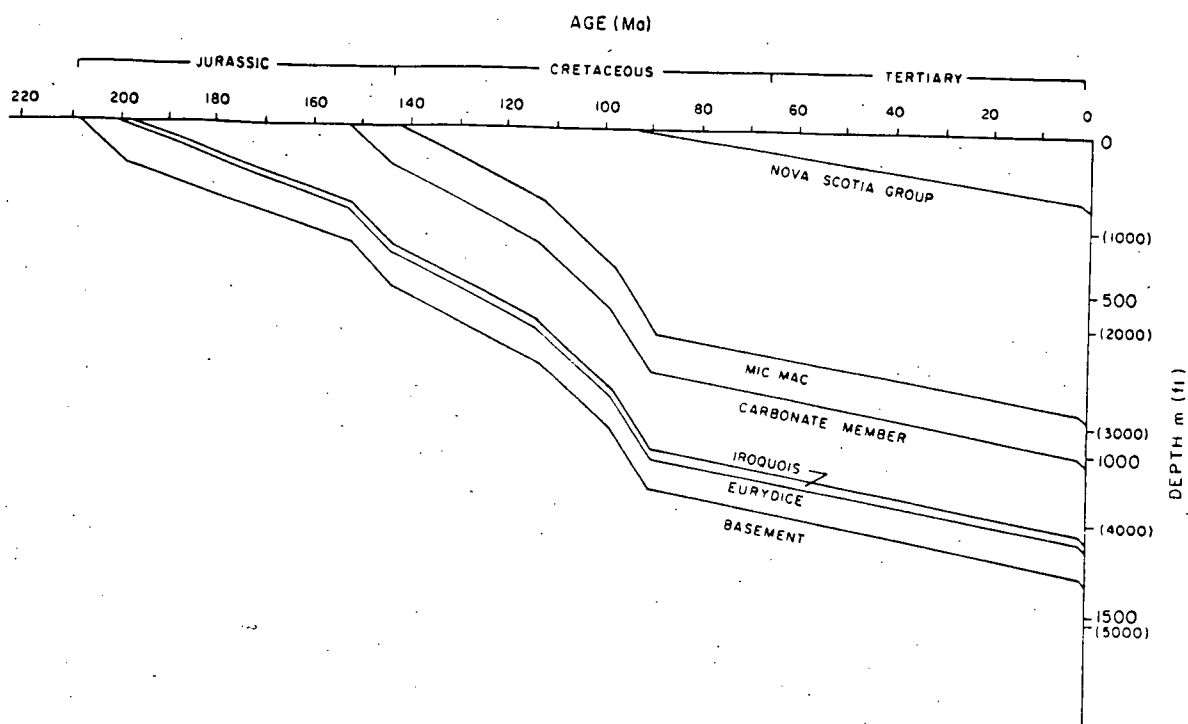 AGE (Ma)
JURASSIC CRETACEOUS TERTIARY
220 200 180 160 140 120 100 80 60 40 20 0
0
NOVA SCOTIA GROUP
(1000)
500
(2000)
MIC MAC
CARBONATE MEMBER
(3000)
1000
IROQUOIS
EURYDICE
BASEMENT
(4000)
1500
(5000)
DEPTH m (ft)